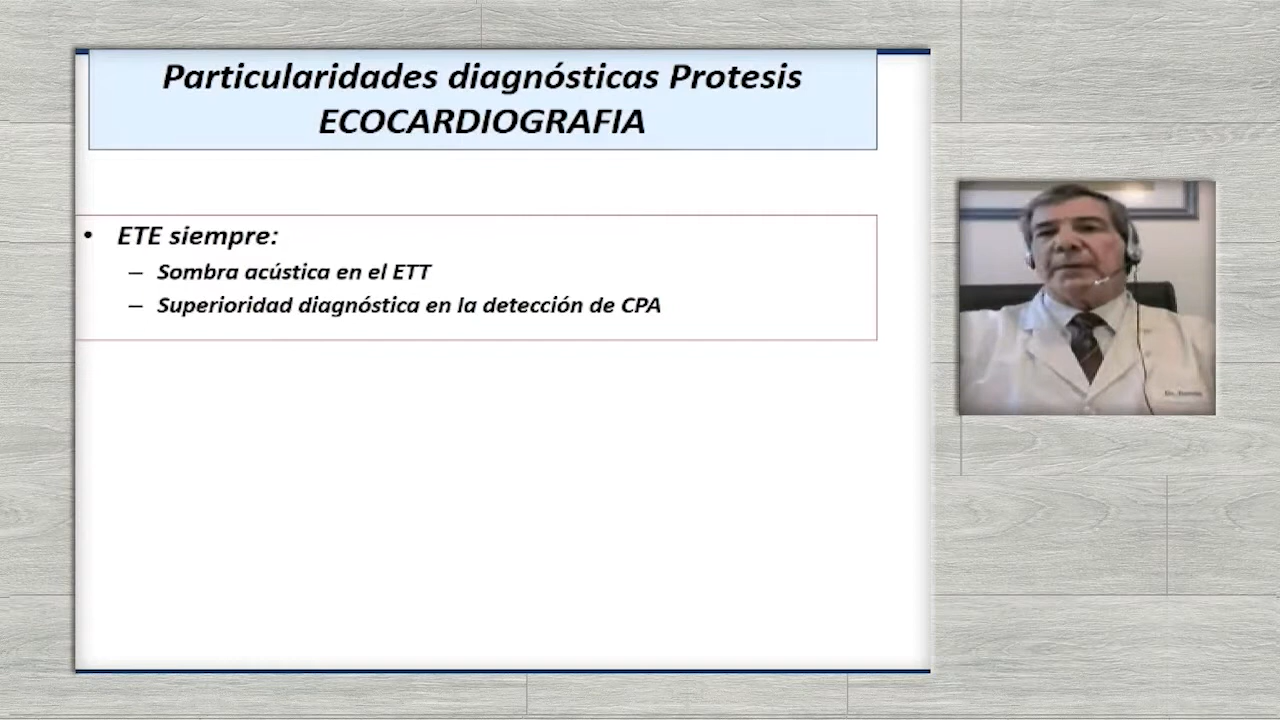 Particularidades diagnósticas Protesis
ECOCARDIOGRAFIA
• ETE siempre:
– Sombra acústica en el ETT
– Superioridad diagnóstica en la detección de CPA